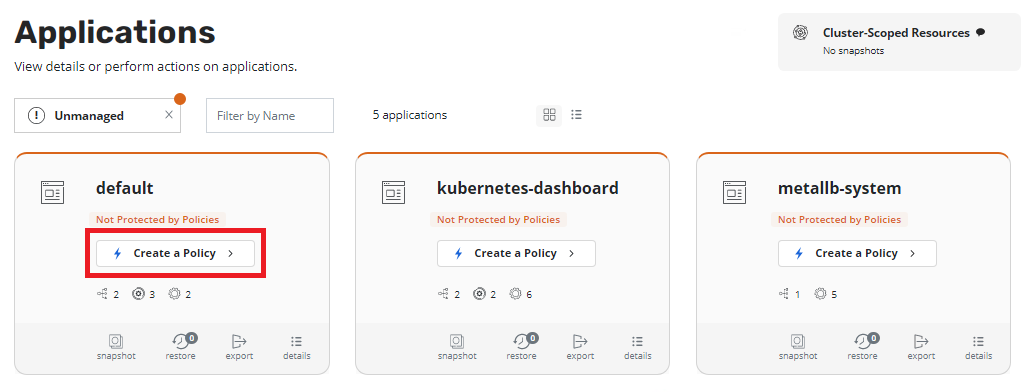 Applications
View details or perform actions on applications.
Cluster-Scoped Resources
No snapshots
Unmanaged
Filter by Name
5 applications
default
Not Protected by Policies
Create a Policy
2 3 2
snapshot
0
restore
export
details
kubernetes-dashboard
Not Protected by Policies
Create a Policy
2 2 6
snapshot
0
restore
export
details
metallb-system
Not Protected by Policies
Create a Policy
1 5
snapshot
0
restore
export
details